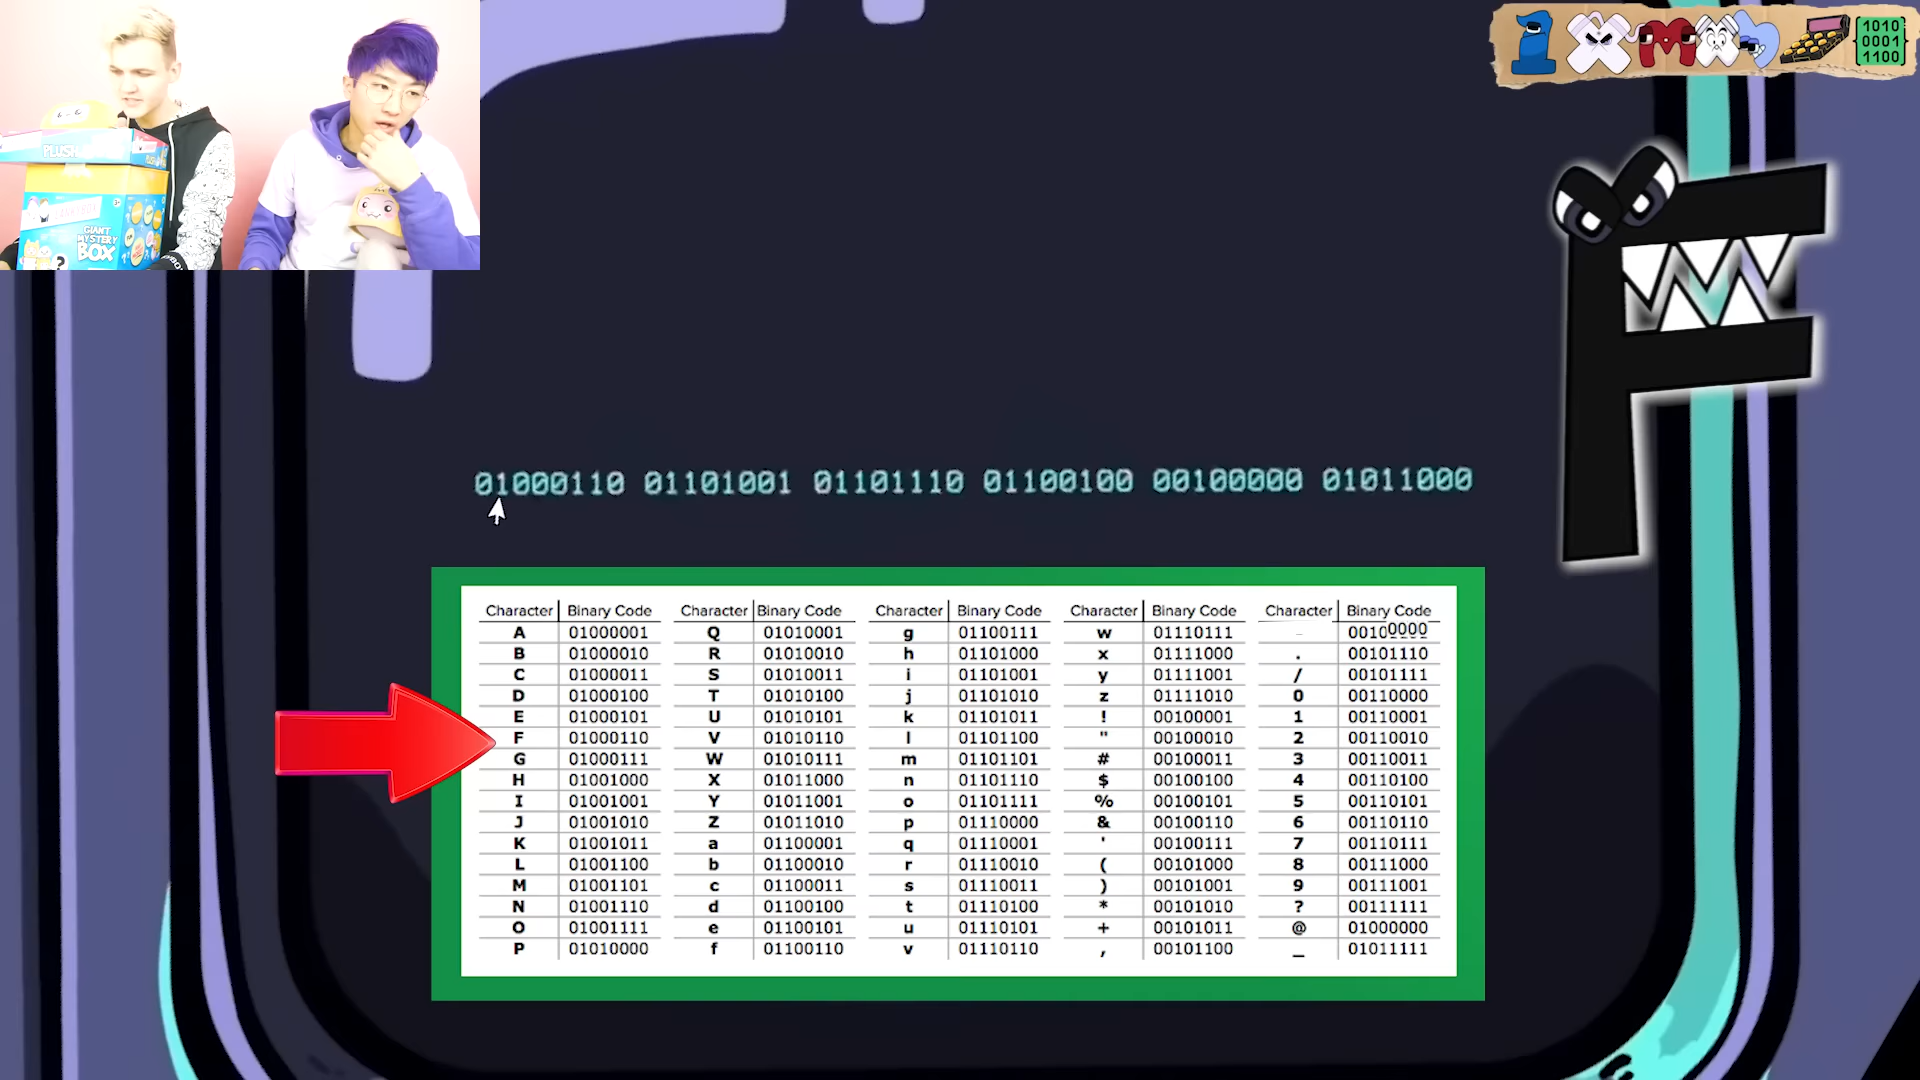 1010
0001
1100
PLUSH
GIANT
MYSTERY
BOX
?
01000110 01101001 01101110 01100100 00100000 01011000
Character Binary Code Character Binary Code Character Binary Code Character Binary Code Character Binary Code
A 01000001 Q 01010001 g 01100111 w 01110111 - 00100000
B 01000010 R 01010010 h 01101000 x 01111000 . 00101110
C 01000011 S 01010011 i 01101001 y 01111001 / 00101111
D 01000100 T 01010100 j 01101010 z 01111010 0 00110000
E 01000101 U 01010101 k 01101011 ! 00100001 1 00110001
F 01000110 V 01010110 l 01101100 " 00100010 2 00110010
G 01000111 W 01010111 m 01101101 # 00100011 3 00110011
H 01001000 X 01011000 n 01101110 $ 00100100 4 00110100
I 01001001 Y 01011001 o 01101111 % 00100101 5 00110101
J 01001010 Z 01011010 p 01110000 & 00100110 6 00110110
K 01001011 a 01100001 q 01110001 ' 00100111 7 00110111
L 01001100 b 01100010 r 01110010 ( 00101000 8 00111000
M 01001101 c 01100011 s 01110011 ) 00101001 9 00111001
N 01001110 d 01100100 t 01110100 * 00101010 ? 00111111
O 01001111 e 01100101 u 01110101 + 00101011 @ 01000000
P 01010000 f 01100110 v 01110110 , 00101100 _ 01011111
F